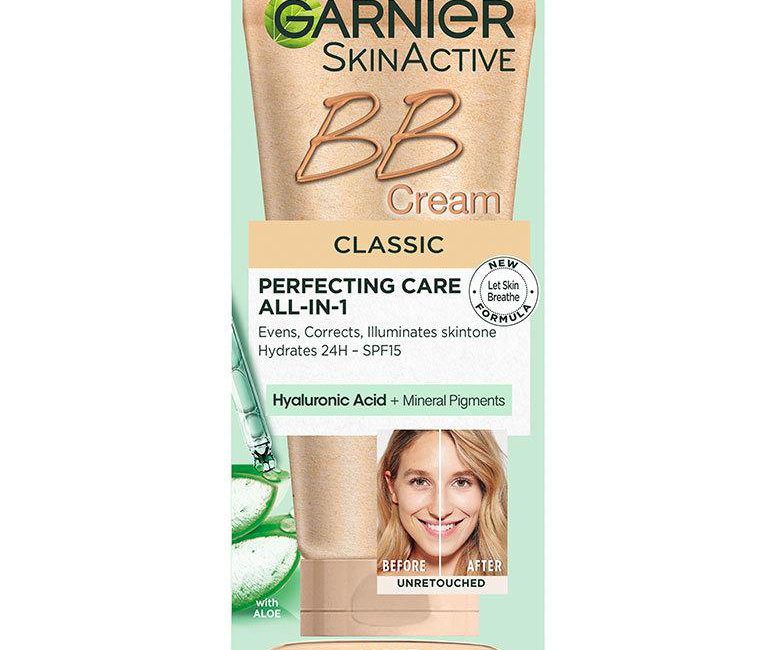 GARNIER
SKINACTIVE
BB
Cream
CLASSIC
PERFECTING CARE
ALL-IN-1
NEW
Let Skin
Breathe
FORMULA
Evens, Corrects, Illuminates skintone
Hydrates 24H – SPF15
Hyaluronic Acid + Mineral Pigments
BEFORE AFTER
UNRETOUCHED
with
ALOE